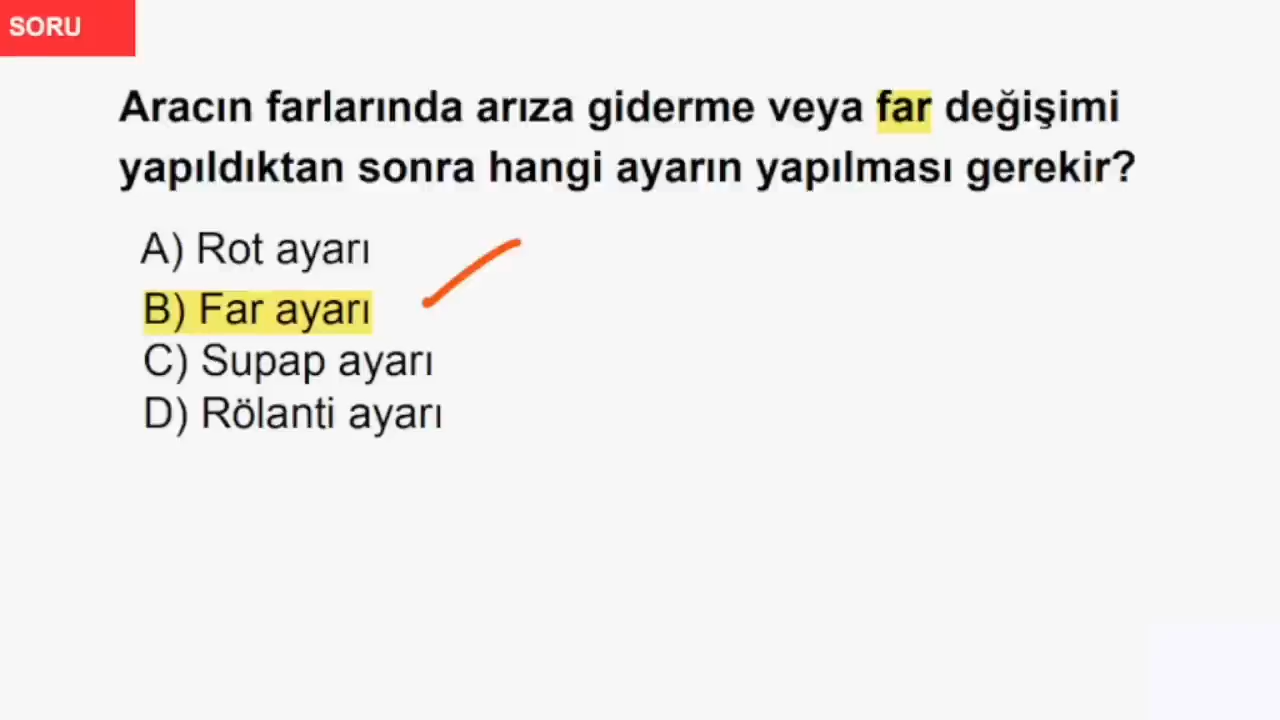 SORU
Aracın farlarında arıza giderme veya far değişimi
yapıldıktan sonra hangi ayarın yapılması gerekir?
A) Rot ayarı
B) Far ayarı
C) Supap ayarı
D) Rölanti ayarı